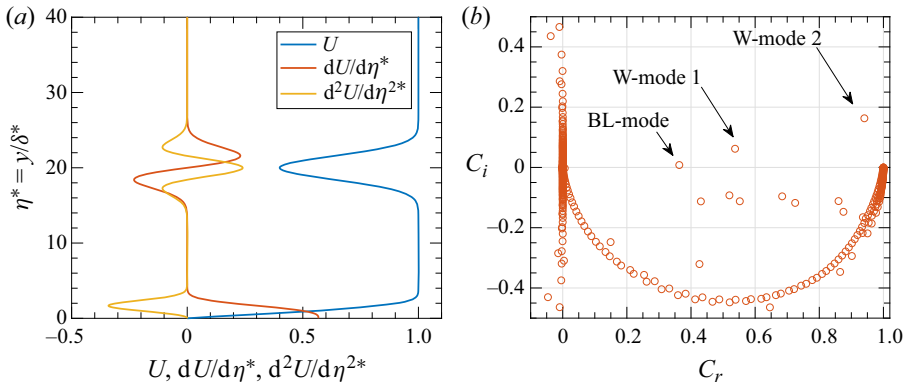 (a)
40
30
20
10
0
η* = y/δ*
U
dU/dη*
d²U/dη²*
−0.5
0
0.5
1.0
U, dU/dη*, d²U/dη²*
(b)
0.4
0.2
0
−0.2
−0.4
C_i
W-mode 2
W-mode 1
BL-mode
0
0.2
0.4
0.6
0.8
1.0
C_r